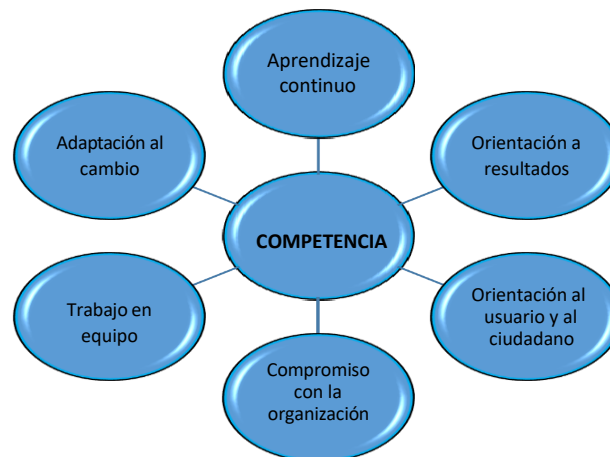 Aprendizaje
continuo
Adaptación al
cambio
Orientación a
resultados
COMPETENCIA
Trabajo en
equipo
Orientación al
usuario y al
ciudadano
Compromiso
con la
organización